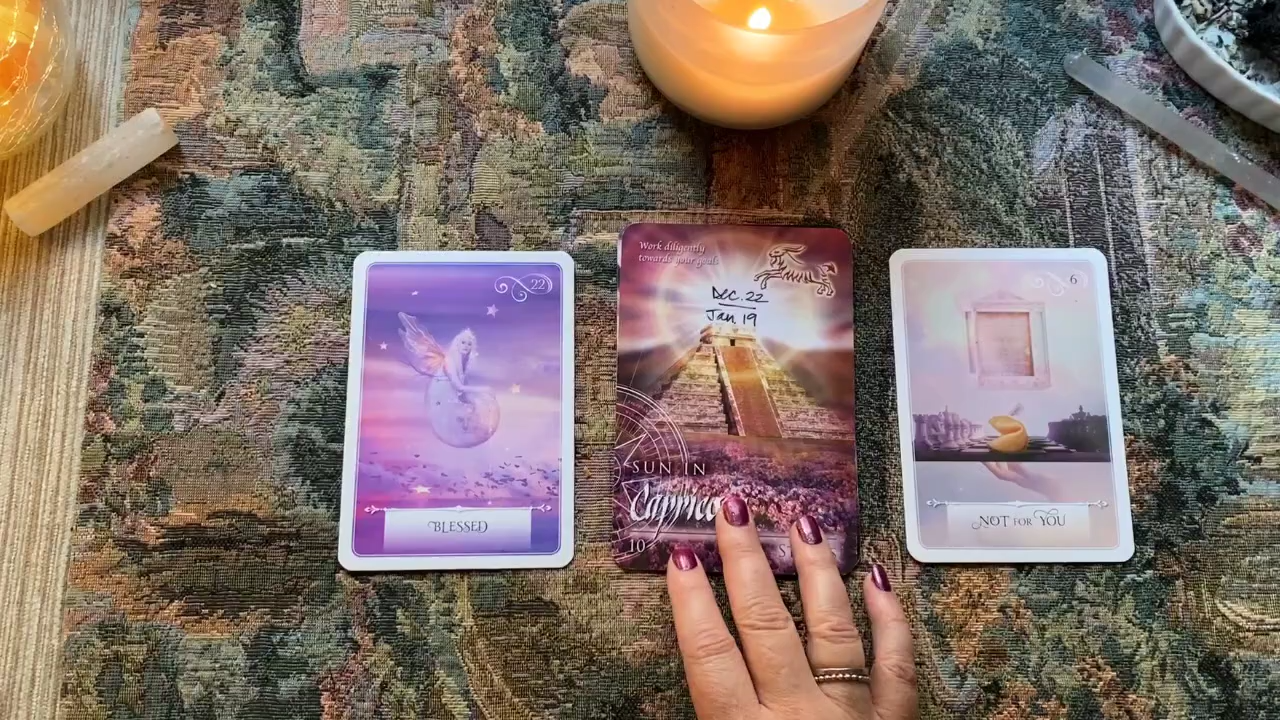 22
BLESSED
Work diligently
towards your goals
Dec. 22
Jan 19
SUN IN
10
S
6
NOT FOR YOU